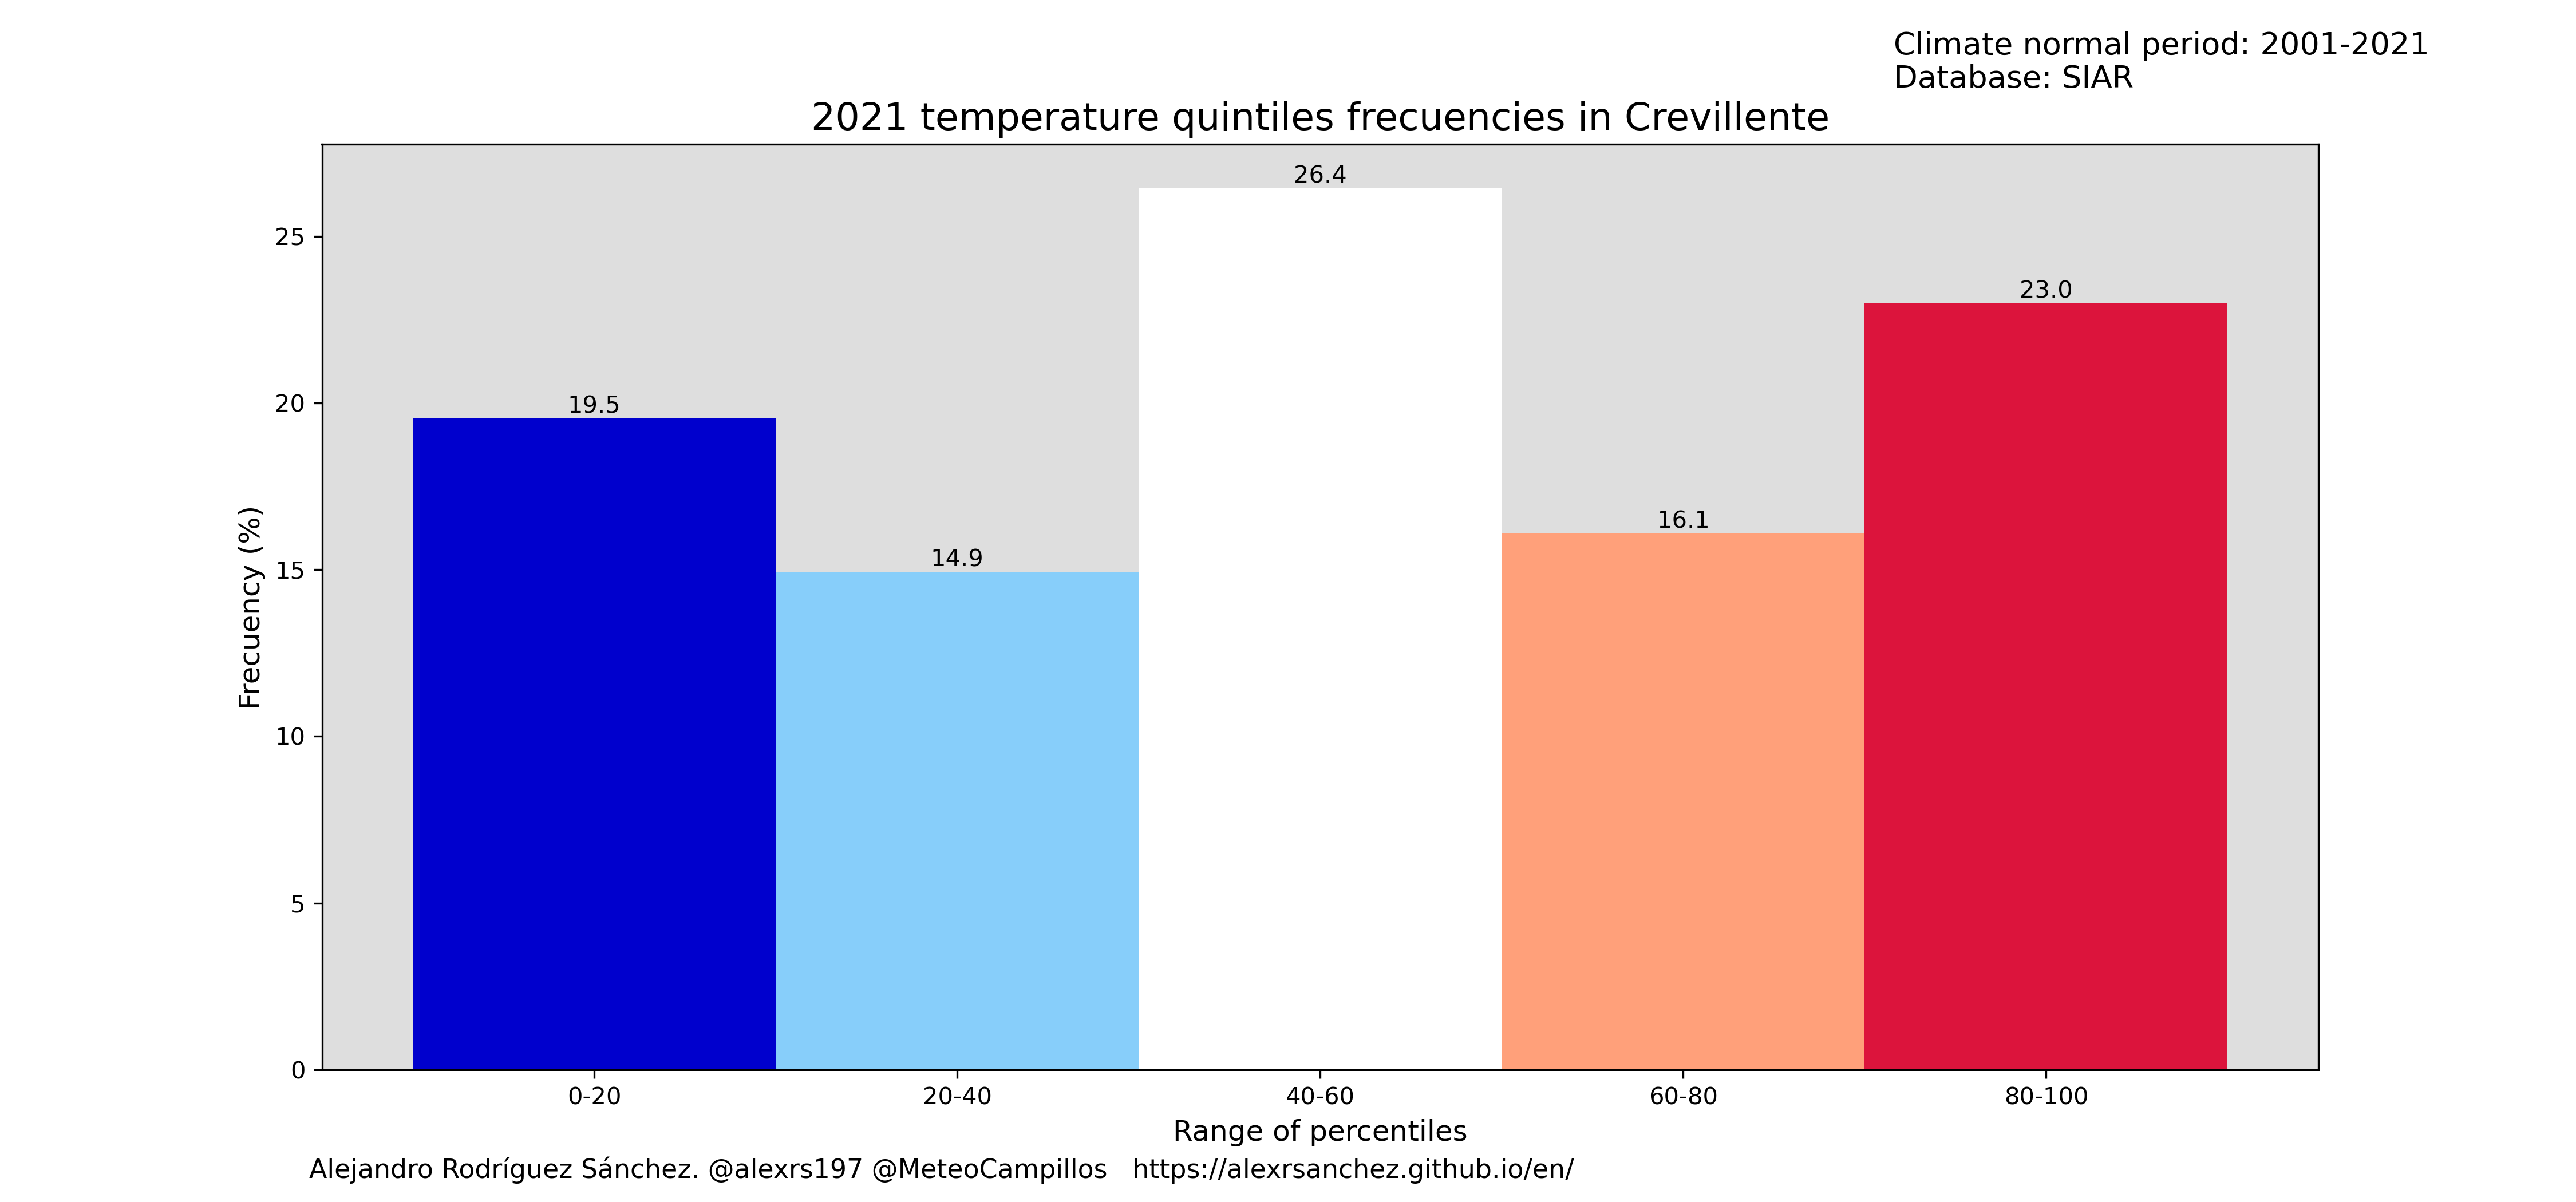 Climate normal period: 2001-2021
Database: SIAR
2021 temperature quintiles frecuencies in Crevillente
26.4
25
23.0
20
19.5
16.1
15
14.9
Frecuency (%)
10
5
0
0-20 20-40 40-60 60-80 80-100
Range of percentiles
Alejandro Rodríguez Sánchez. @alexrs197 @MeteoCampillos https://alexrsanchez.github.io/en/